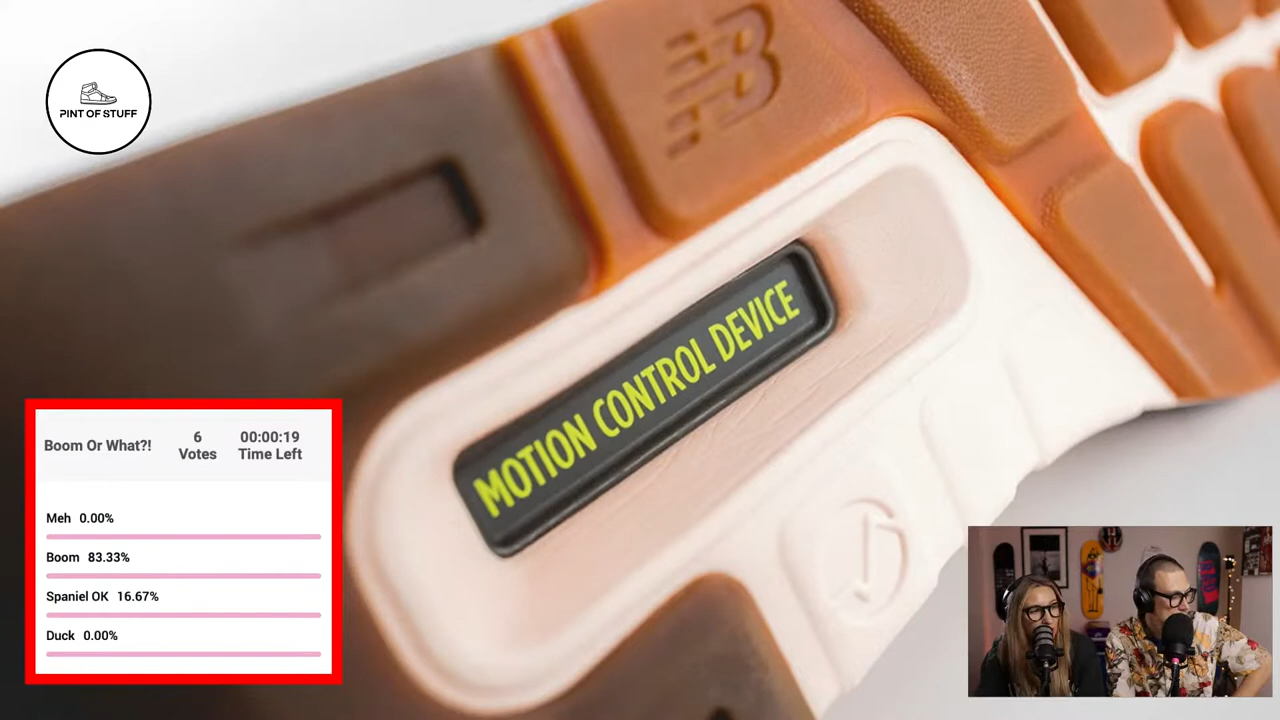 PINT OF STUFF
NB
MOTION CONTROL DEVICE
Boom Or What?!
6
Votes
00:00:19
Time Left
Meh 0.00%
Boom 83.33%
Spaniel OK 16.67%
Duck 0.00%